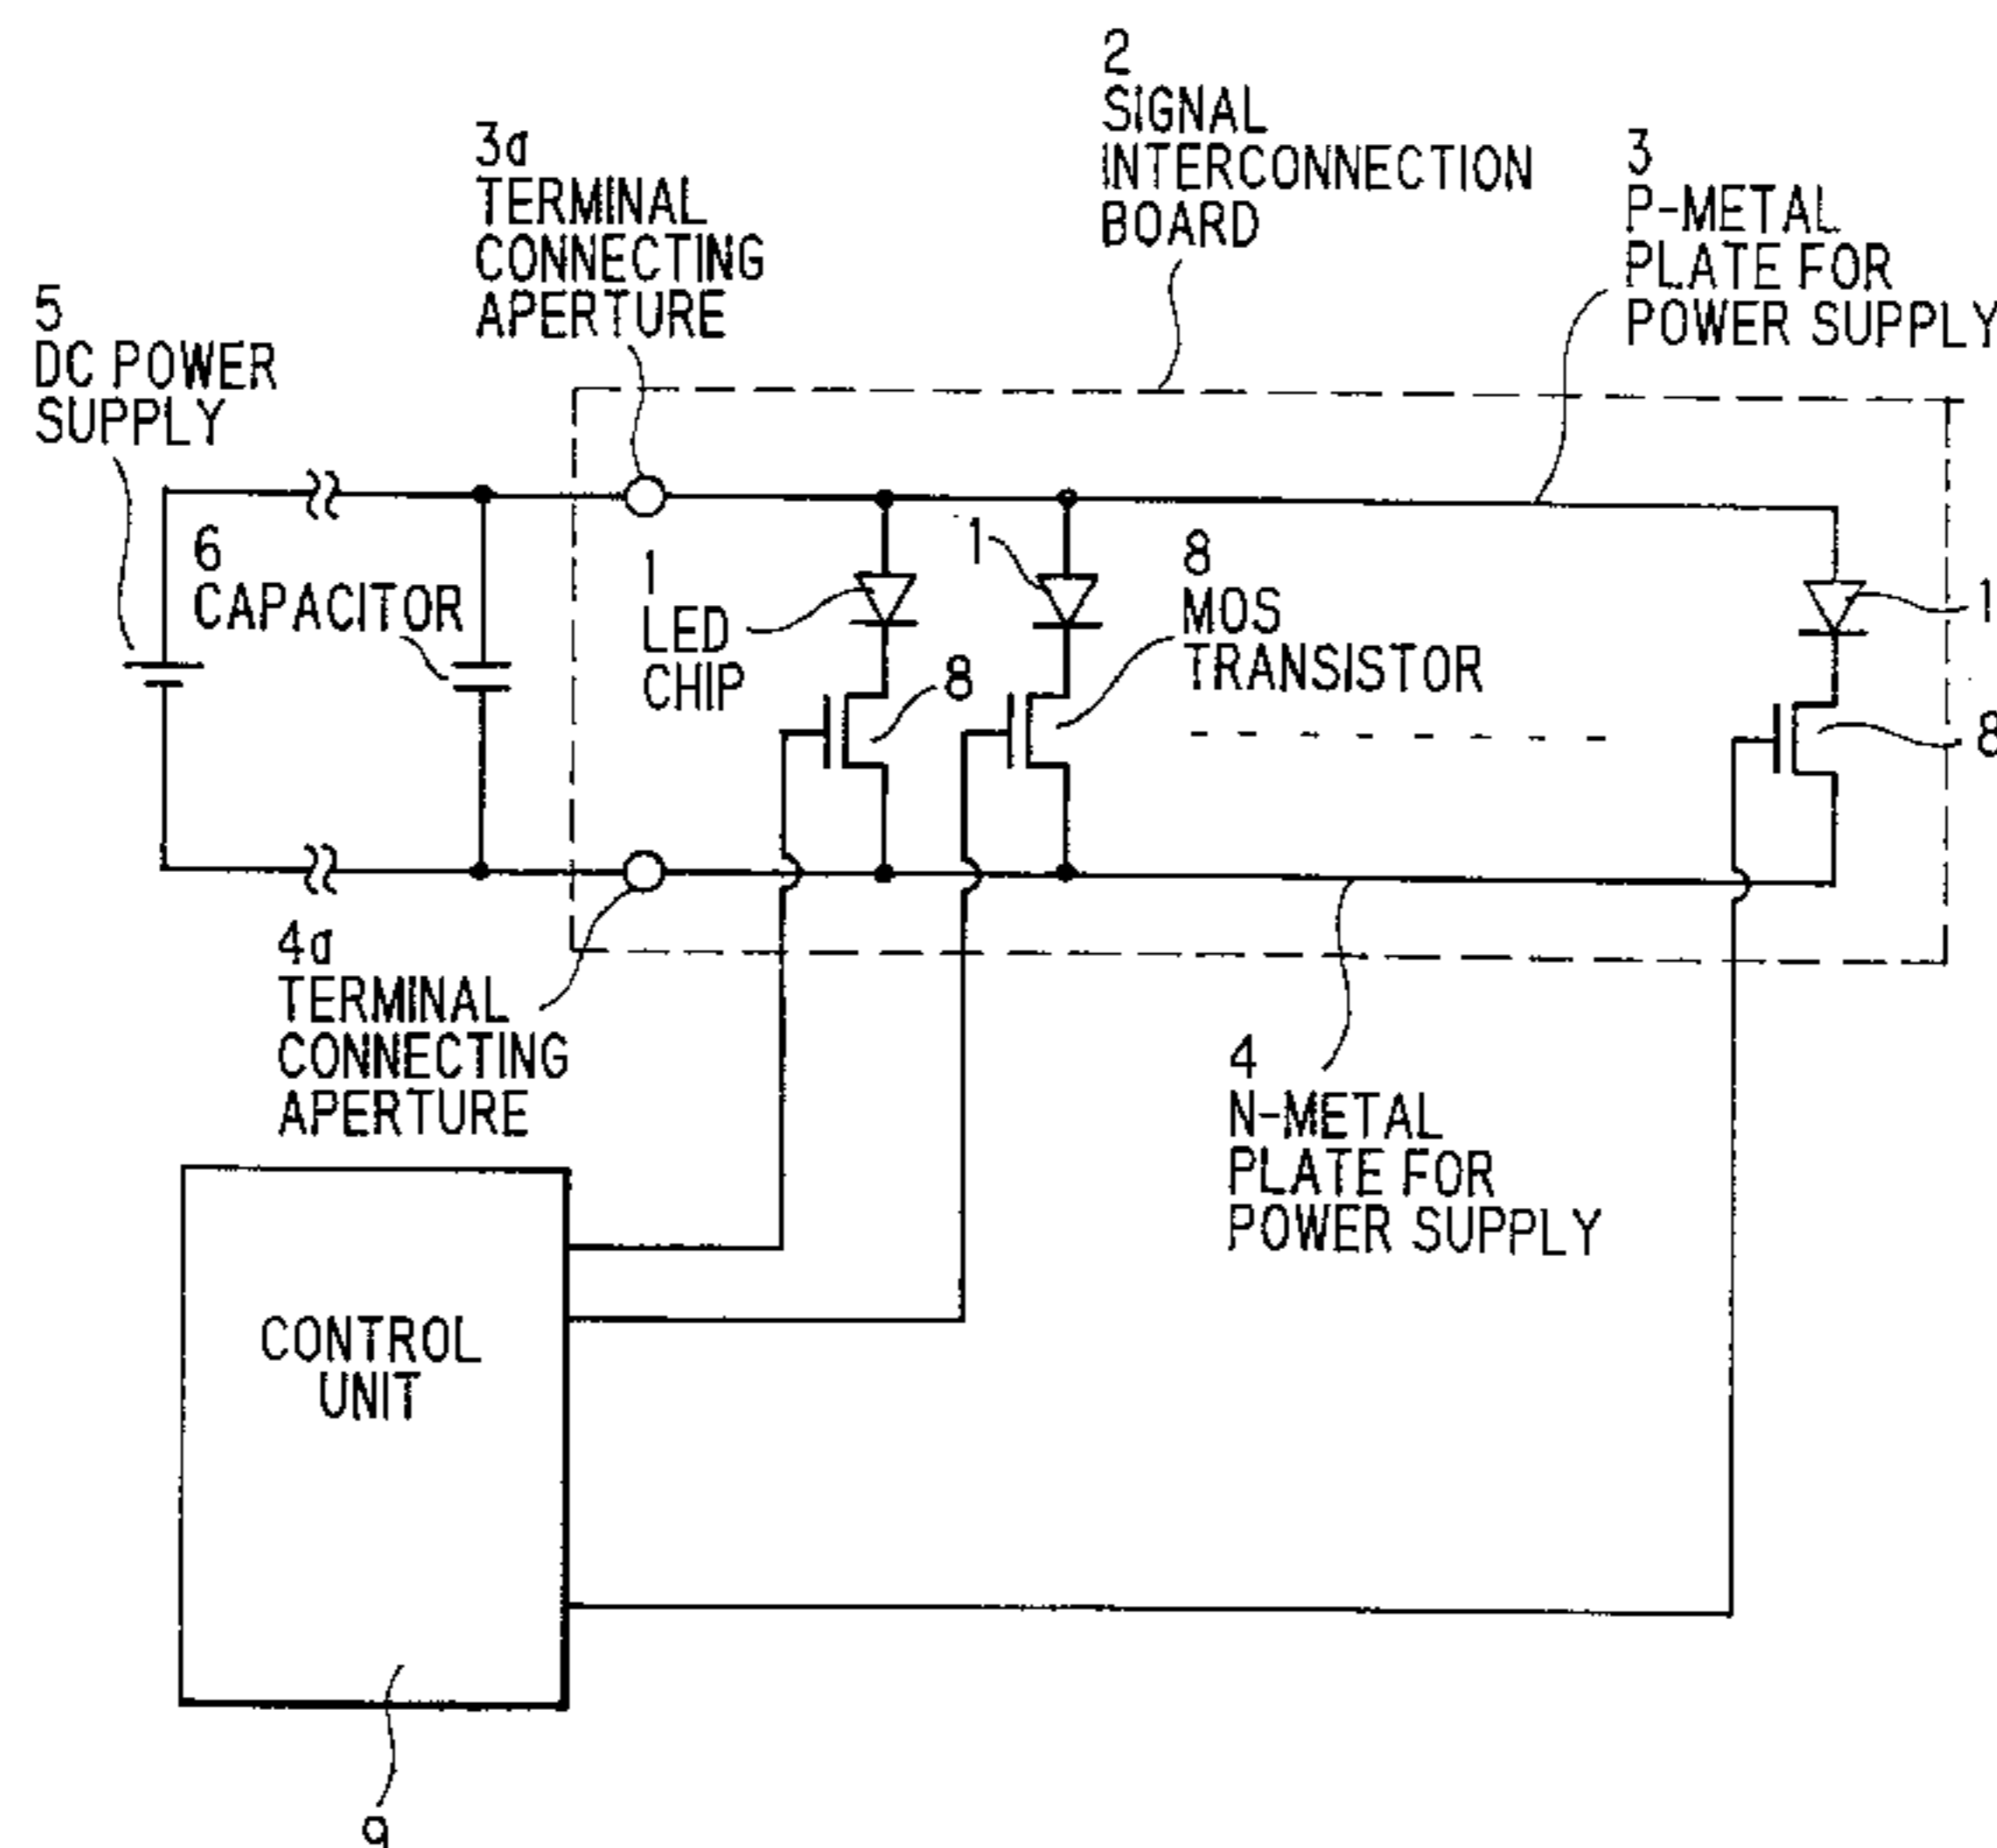 2
SIGNAL
INTERCONNECTION
BOARD
3a
TERMINAL
CONNECTING
APERTURE
3
P-METAL
PLATE FOR
POWER SUPPLY
5
DC POWER
SUPPLY
6
CAPACITOR
1
LED
CHIP
1
8
MOS
TRANSISTOR
1
8
8
4a
TERMINAL
CONNECTING
APERTURE
4
N-METAL
PLATE FOR
POWER SUPPLY
CONTROL
UNIT
9